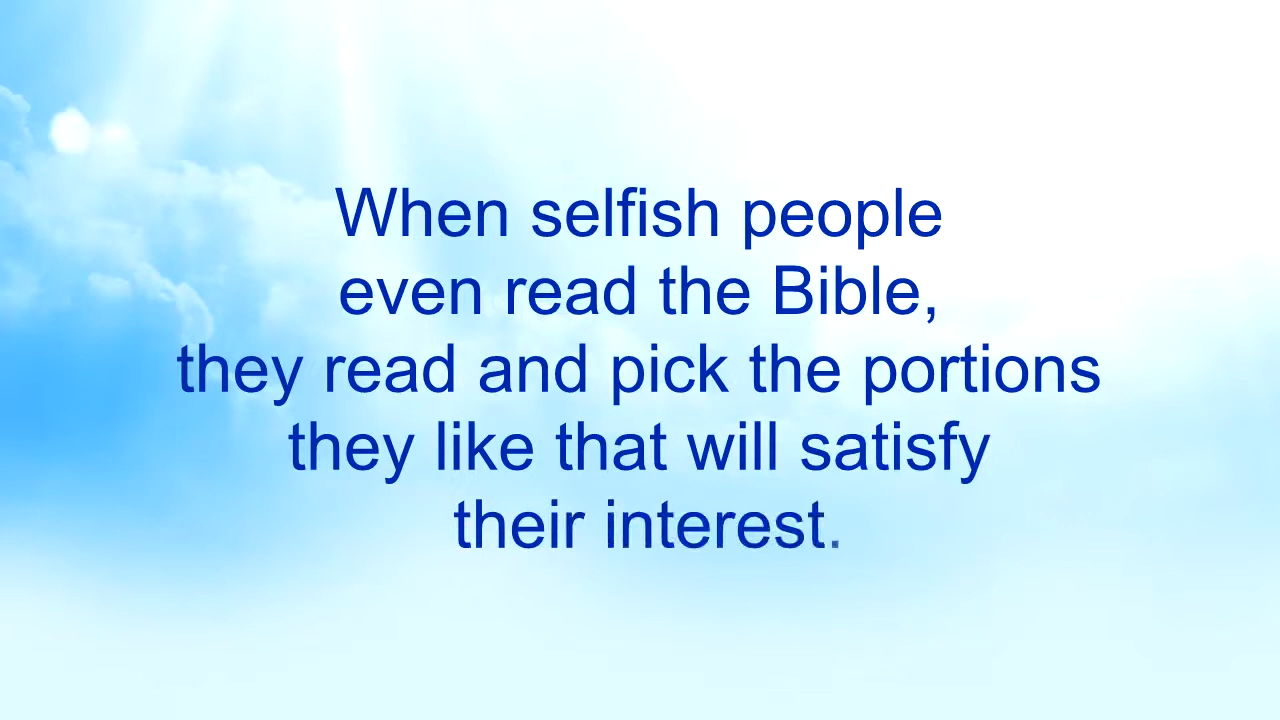 When selfish people
even read the Bible,
they read and pick the portions
they like that will satisfy
their interest.